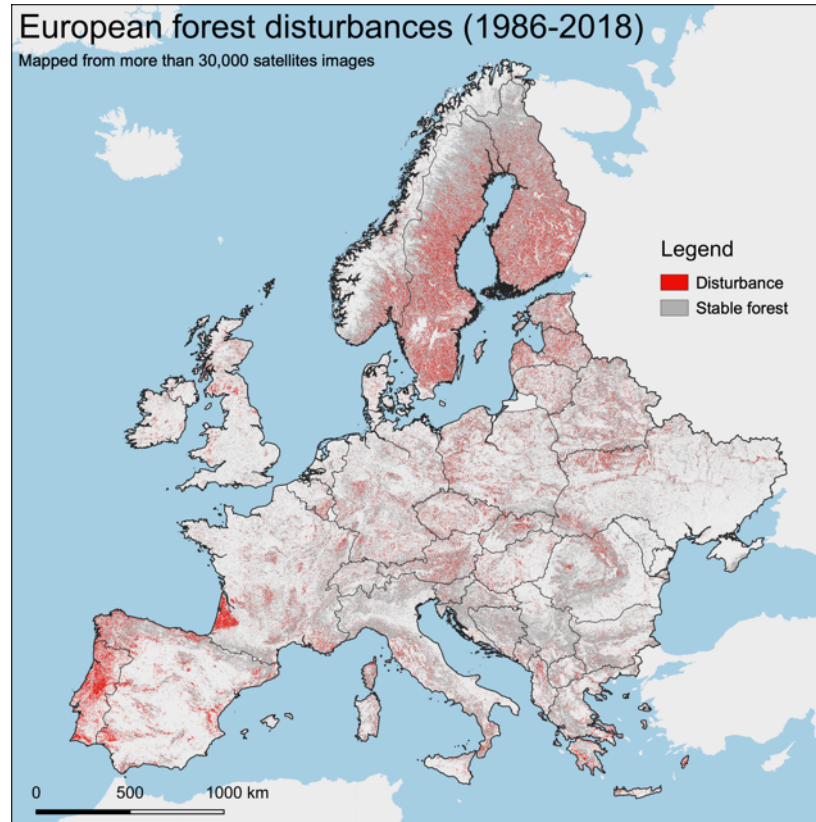 European forest disturbances (1986-2018)
Mapped from more than 30,000 satellites images
Legend
Disturbance
Stable forest
0 500 1000 km